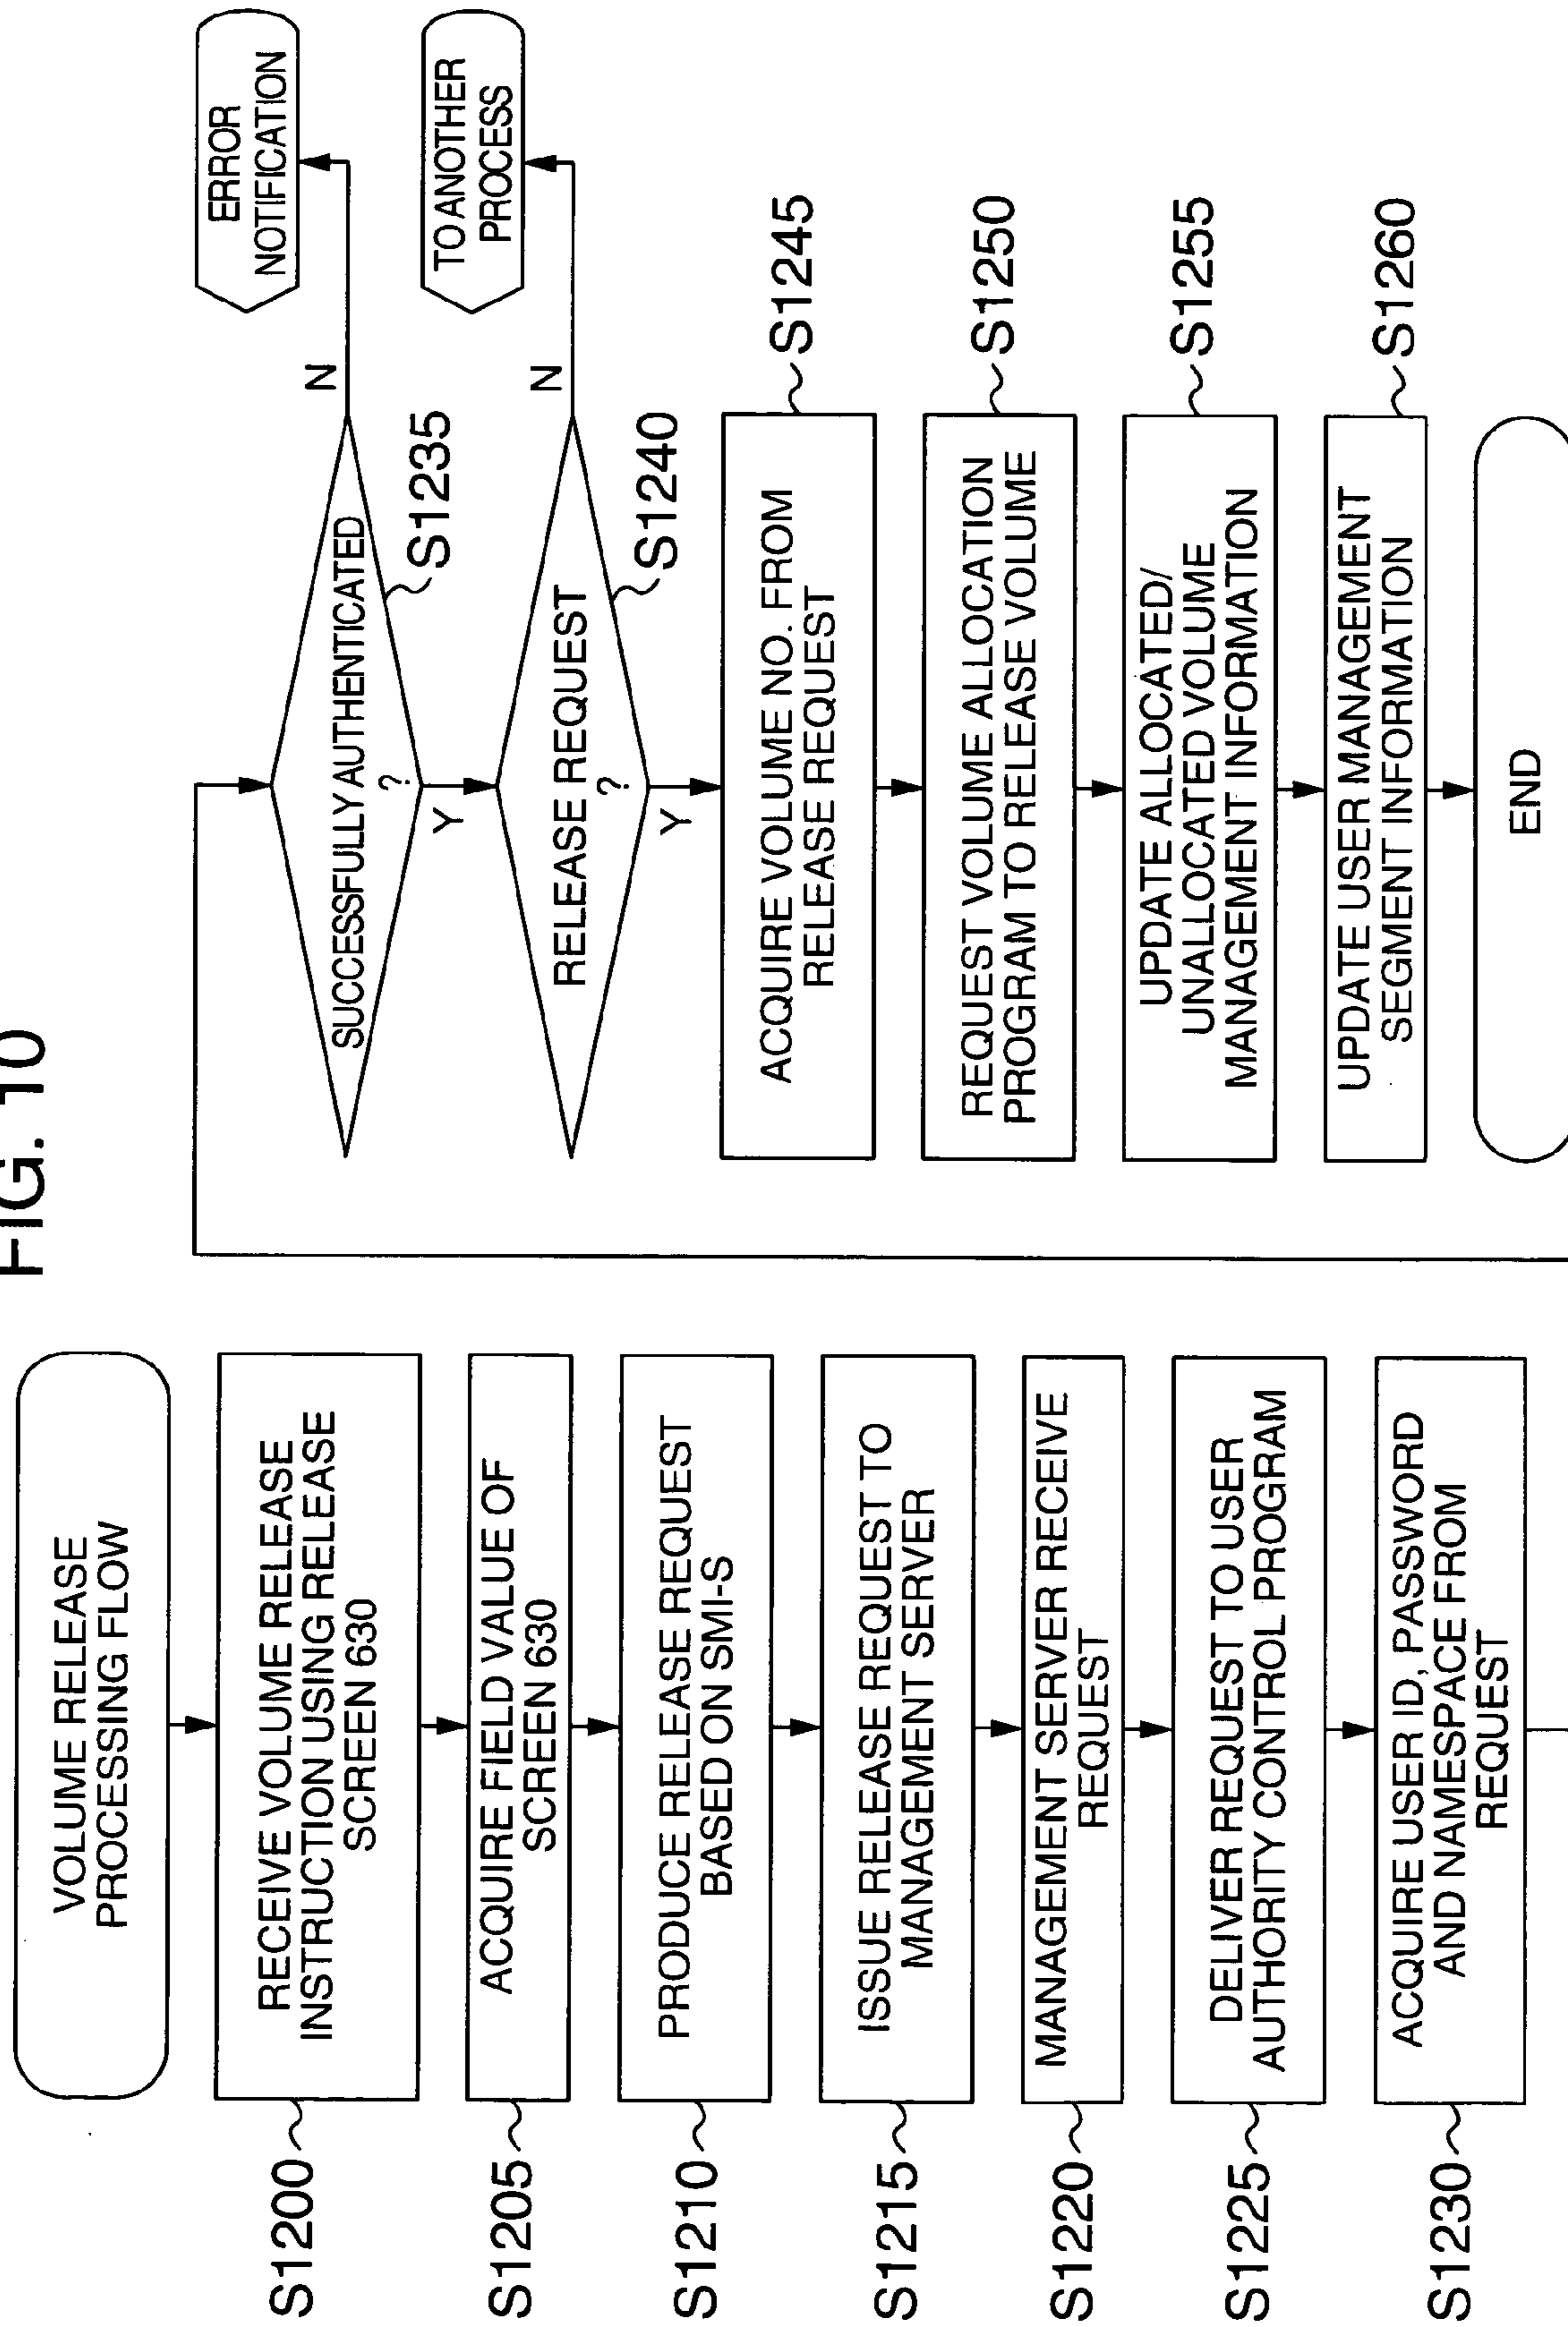 FIG. 10
VOLUME RELEASE
PROCESSING FLOW
S1200
RECEIVE VOLUME RELEASE
INSTRUCTION USING RELEASE
SCREEN 630
S1205
ACQUIRE FIELD VALUE OF
SCREEN 630
S1210
PRODUCE RELEASE REQUEST
BASED ON SMI-S
S1215
ISSUE RELEASE REQUEST TO
MANAGEMENT SERVER
S1220
MANAGEMENT SERVER RECEIVE
REQUEST
S1225
DELIVER REQUEST TO USER
AUTHORITY CONTROL PROGRAM
S1230
ACQUIRE USER ID, PASSWORD
AND NAMESPACE FROM
REQUEST
SUCCESSFULLY AUTHENTICATED
?
S1235
N
ERROR
NOTIFICATION
Y
RELEASE REQUEST
?
S1240
N
TO ANOTHER
PROCESS
Y
ACQUIRE VOLUME NO. FROM
RELEASE REQUEST
S1245
REQUEST VOLUME ALLOCATION
PROGRAM TO RELEASE VOLUME
S1250
UPDATE ALLOCATED/
UNALLOCATED VOLUME
MANAGEMENT INFORMATION
S1255
UPDATE USER MANAGEMENT
SEGMENT INFORMATION
S1260
END